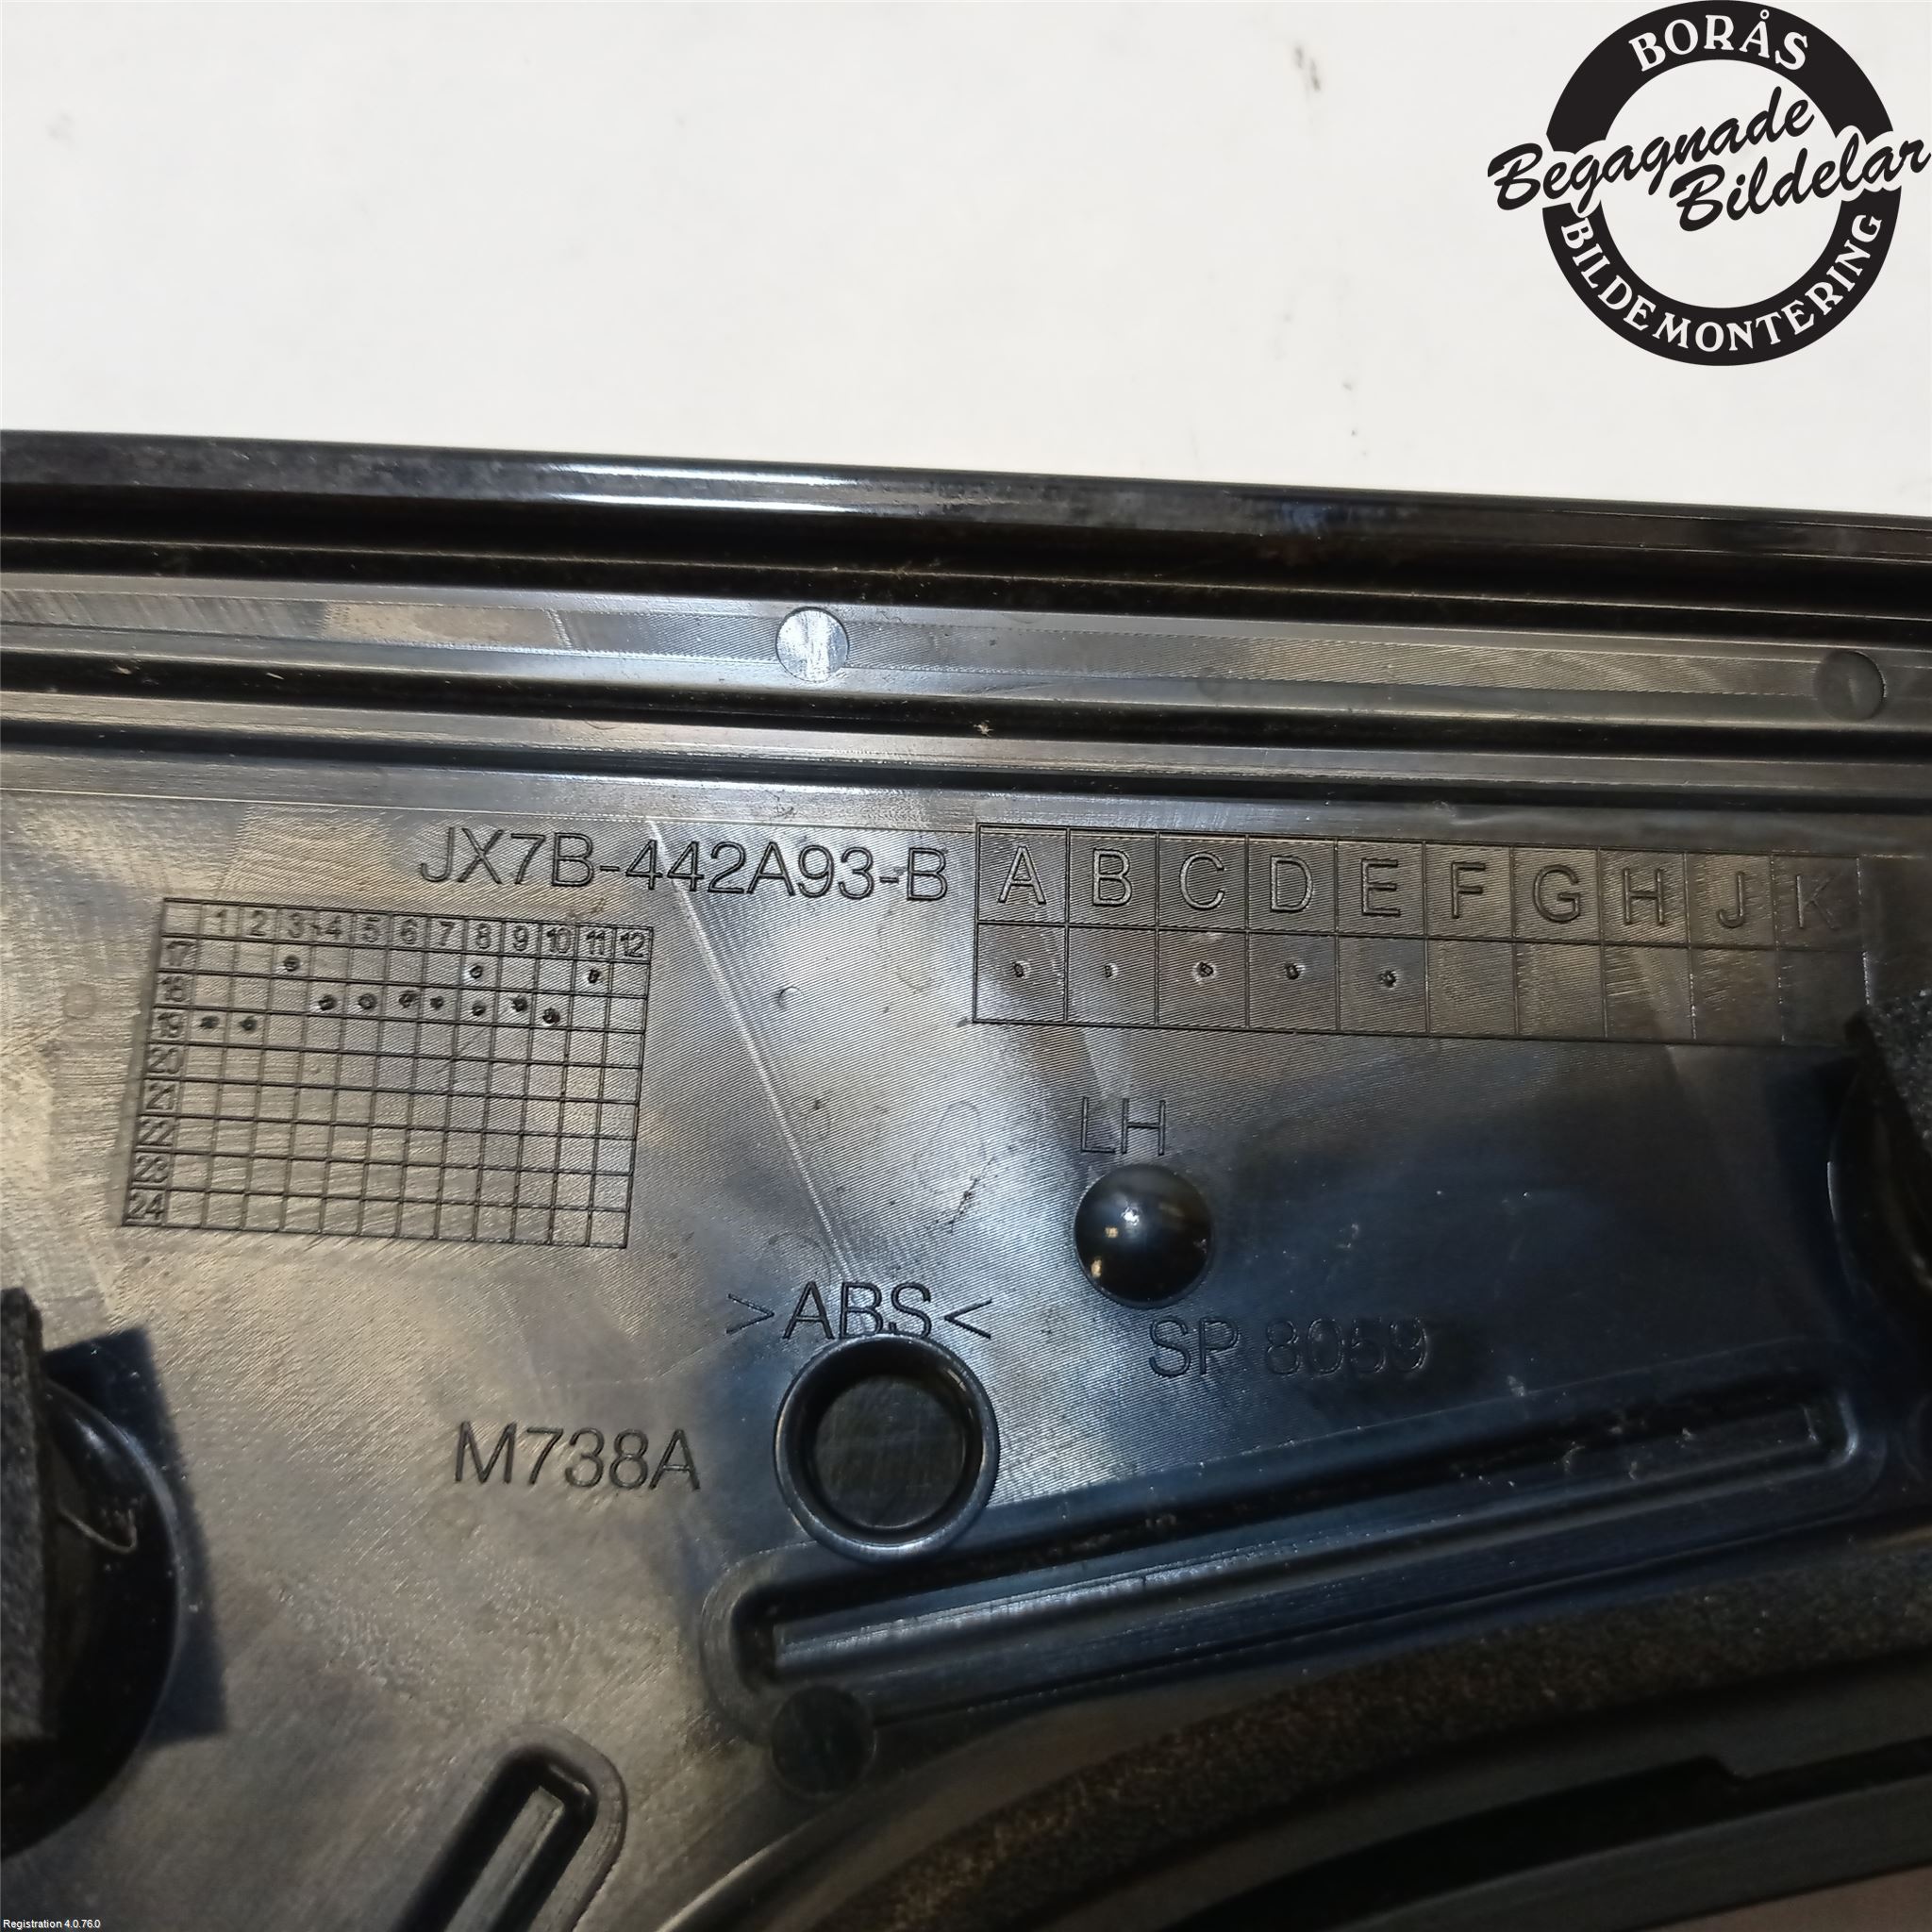 BORÅS
Begagnade
Bildelar
BILDEMONTERING
JX7B-442A93-B
A B C D E F G H J K
1 2 3 4 5 6 7 8 9 10 11 12
17
18
19
20
21
22
23
24
LH
>ABS<
SP 8059
M738A
Registration 4.0.76.0